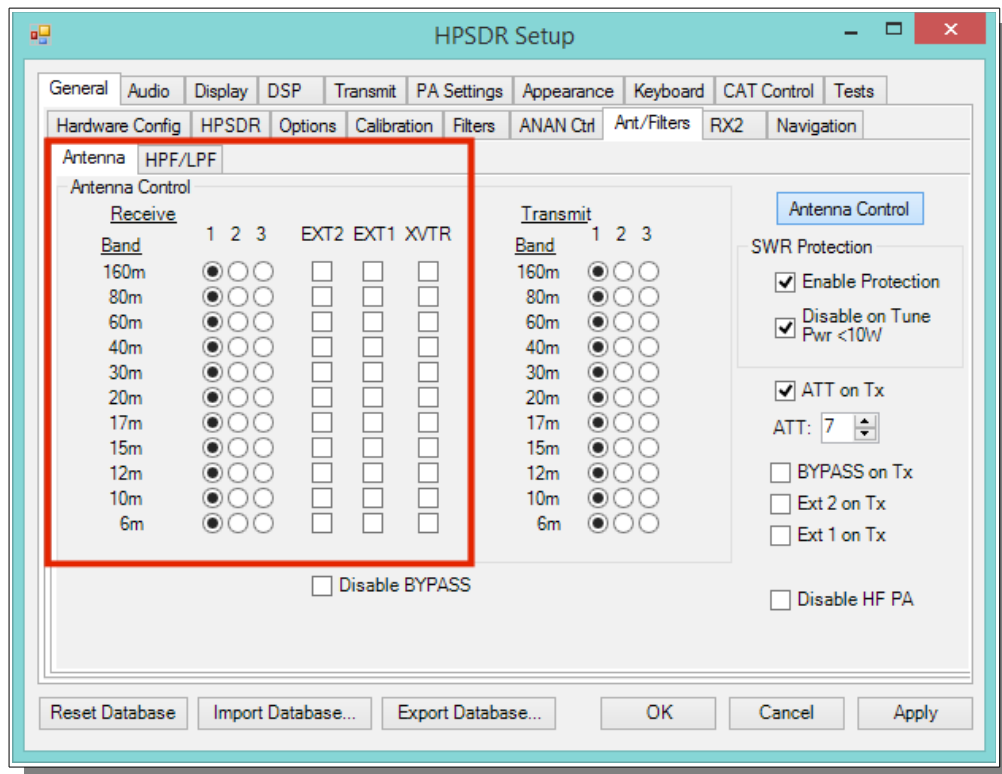 HPSDR Setup
General Audio Display DSP Transmit PA Settings Appearance Keyboard CAT Control Tests
Hardware Config HPSDR Options Calibration Filters ANAN Ctrl Ant/Filters RX2 Navigation
Antenna HPF/LPF
Antenna Control
Receive
Band 1 2 3 EXT2 EXT1 XVTR
160m
80m
60m
40m
30m
20m
17m
15m
12m
10m
6m
Transmit
Band 1 2 3
160m
80m
60m
40m
30m
20m
17m
15m
12m
10m
6m
Disable BYPASS
Antenna Control
SWR Protection
Enable Protection
Disable on Tune
Pwr <10W
ATT on Tx
ATT: 7
BYPASS on Tx
Ext 2 on Tx
Ext 1 on Tx
Disable HF PA
Reset Database Import Database... Export Database... OK Cancel Apply